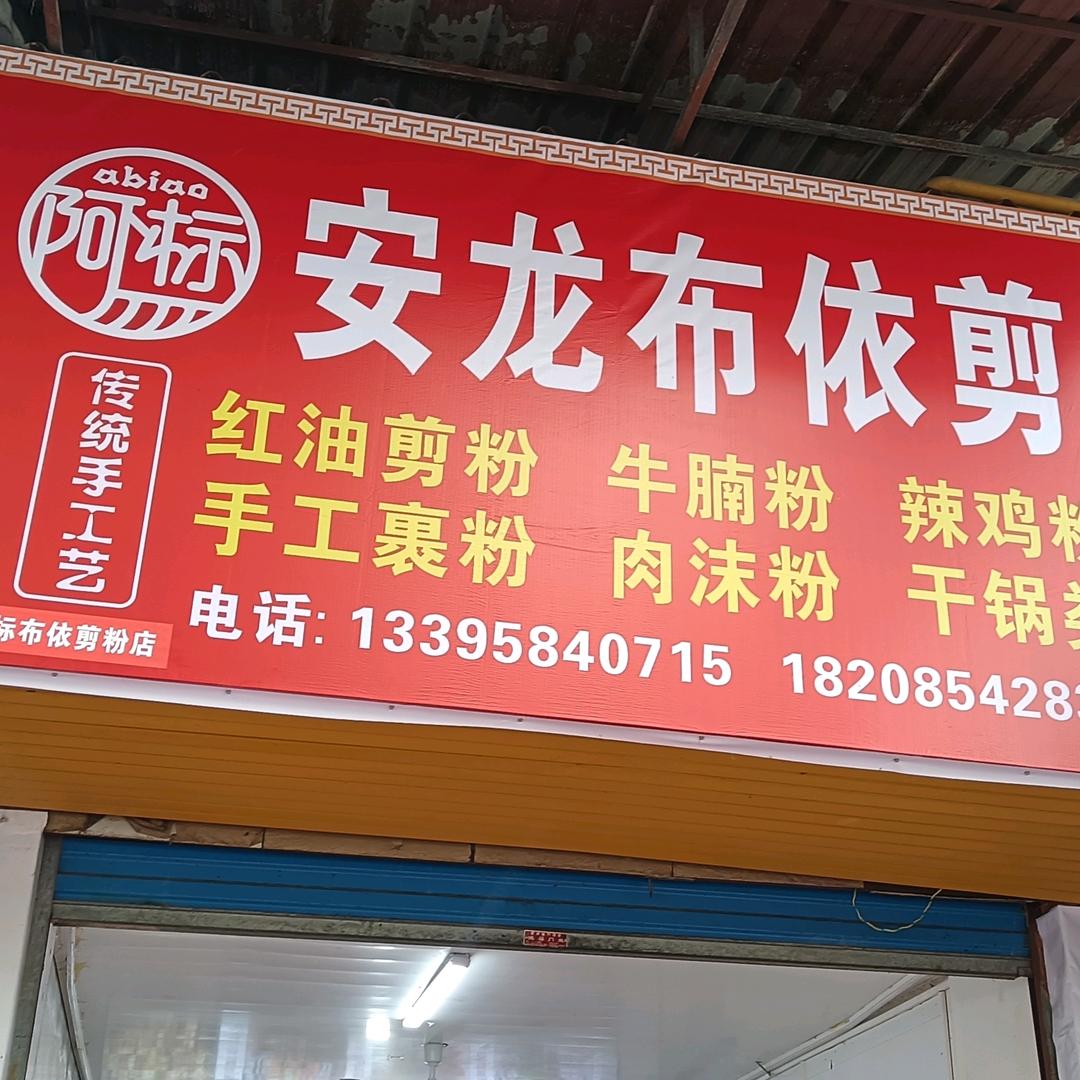 abiao
阿标
安龙布依剪
传统手工艺
红油剪粉 牛腩粉 辣鸡粉
手工裹粉 肉沫粉 干锅
标布依剪粉店
电话: 13395840715 1820854283